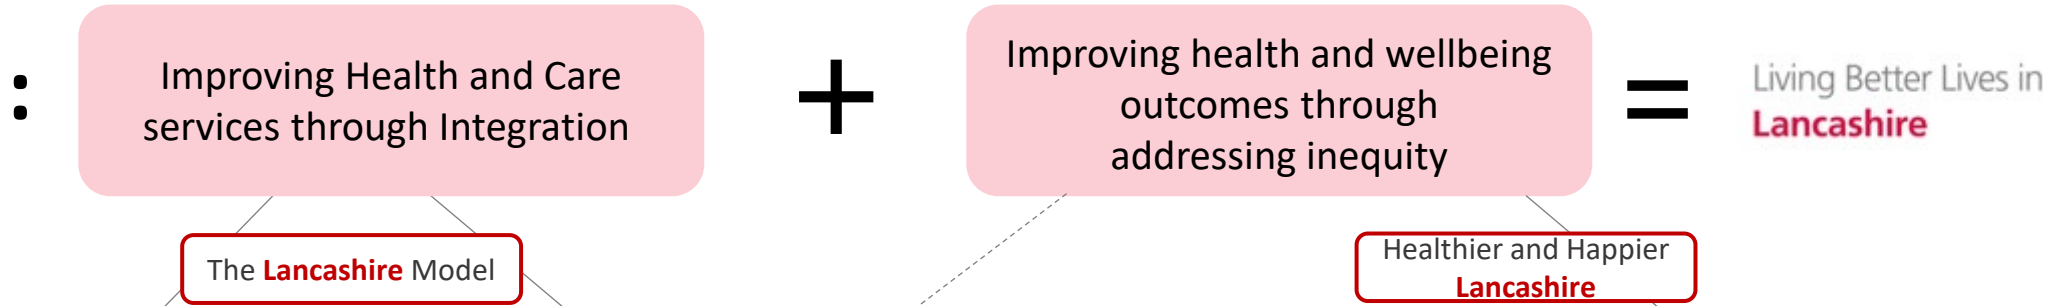 :
Improving Health and Care
services through Integration
+
Improving health and wellbeing
outcomes through
addressing inequity
=
Living Better Lives in
Lancashire
The Lancashire Model
Healthier and Happier
Lancashire